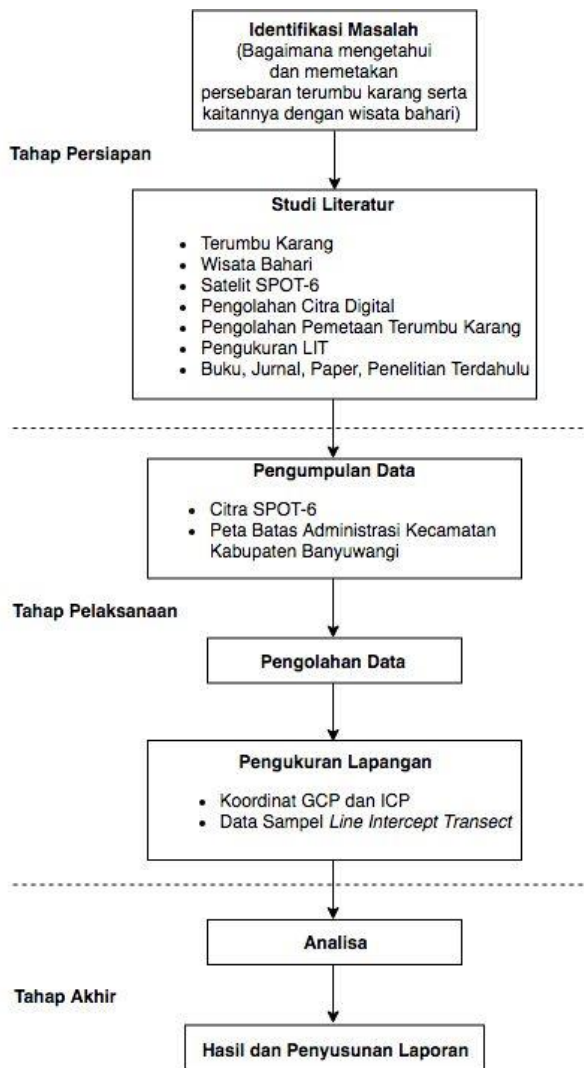 Identifikasi Masalah
(Bagaimana mengetahui
dan memetakan
persebaran terumbu karang serta
kaitannya dengan wisata bahari)
Tahap Persiapan
Studi Literatur
• Terumbu Karang
• Wisata Bahari
• Satelit SPOT-6
• Pengolahan Citra Digital
• Pengolahan Pemetaan Terumbu Karang
• Pengukuran LIT
• Buku, Jurnal, Paper, Penelitian Terdahulu
Pengumpulan Data
• Citra SPOT-6
• Peta Batas Administrasi Kecamatan
Kabupaten Banyuwangi
Tahap Pelaksanaan
Pengolahan Data
Pengukuran Lapangan
• Koordinat GCP dan ICP
• Data Sampel Line Intercept Transect
Analisa
Tahap Akhir
Hasil dan Penyusunan Laporan